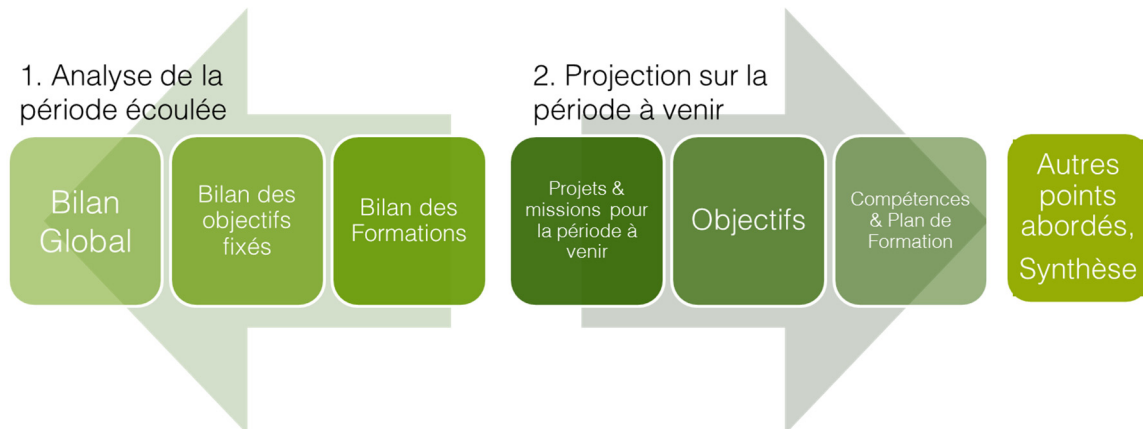 1. Analyse de la
période écoulée
Bilan
Global
Bilan des
objectifs
fixés
Bilan des
Formations
2. Projection sur la
période à venir
Projets &
missions pour
la période à
venir
Objectifs
Compétences
& Plan de
Formation
Autres
points
abordés,
Synthèse